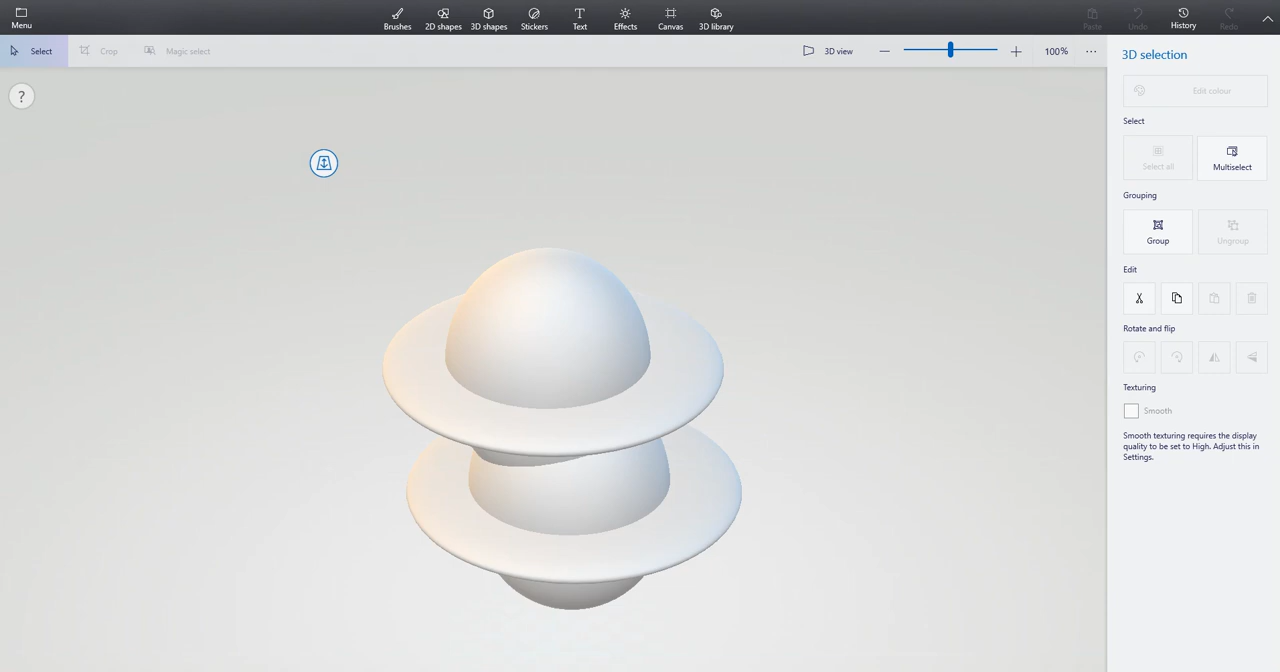 Menu
Brushes
2D shapes
3D shapes
Stickers
Text
Effects
Canvas
3D library
Paste
Undo
History
Redo
Select
Crop
Magic select
3D view
100%
?
3D selection
Edit colour
Select
Select all
Multiselect
Grouping
Group
Ungroup
Edit
Rotate and flip
Texturing
Smooth
Smooth texturing requires the display
quality to be set to High. Adjust this in
Settings.